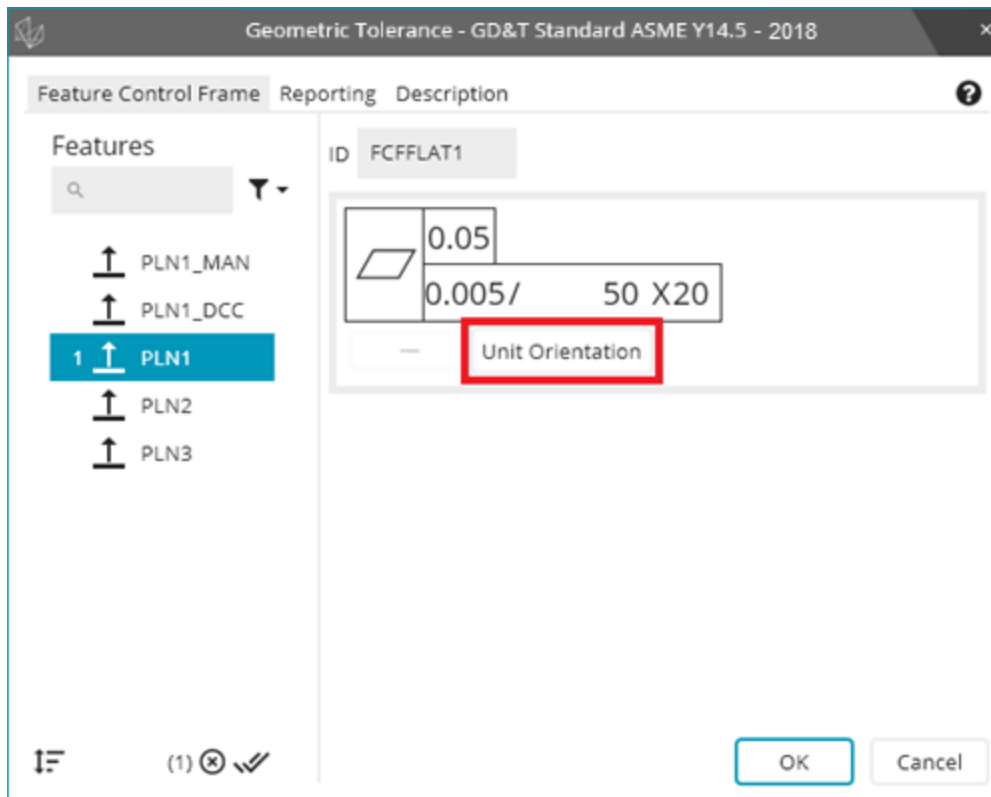 Geometric Tolerance - GD&T Standard ASME Y14.5 - 2018
Feature Control Frame Reporting Description
Features
ID FCFFLAT1
0.05
0.005/ 50 X20
Unit Orientation
PLN1_MAN
PLN1_DCC
1 PLN1
PLN2
PLN3
(1)
OK Cancel